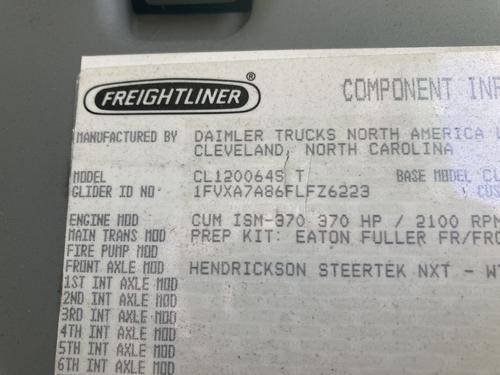 FREIGHTLINER ®
COMPONENT
MANUFACTURED BY DAIMLER TRUCKS NORTH AMERICA
CLEVELAND, NORTH CAROLINA
MODEL CL120064S T BASE MODEL CL
GLIDER ID NO 1FVXA7A86FLFZ6223
ENGINE MOD CUM ISM-370 370 HP / 2100 RPM
MAIN TRANS MOD PREP KIT: EATON FULLER FR/FRO
FIRE PUMP MOD
FRONT AXLE MOD HENDRICKSON STEERTEK NXT -
1ST INT AXLE MOD
2ND INT AXLE MOD
3RD INT AXLE MOD
4TH INT AXLE MOD
5TH INT AXLE MOD
6TH INT AXLE MOD